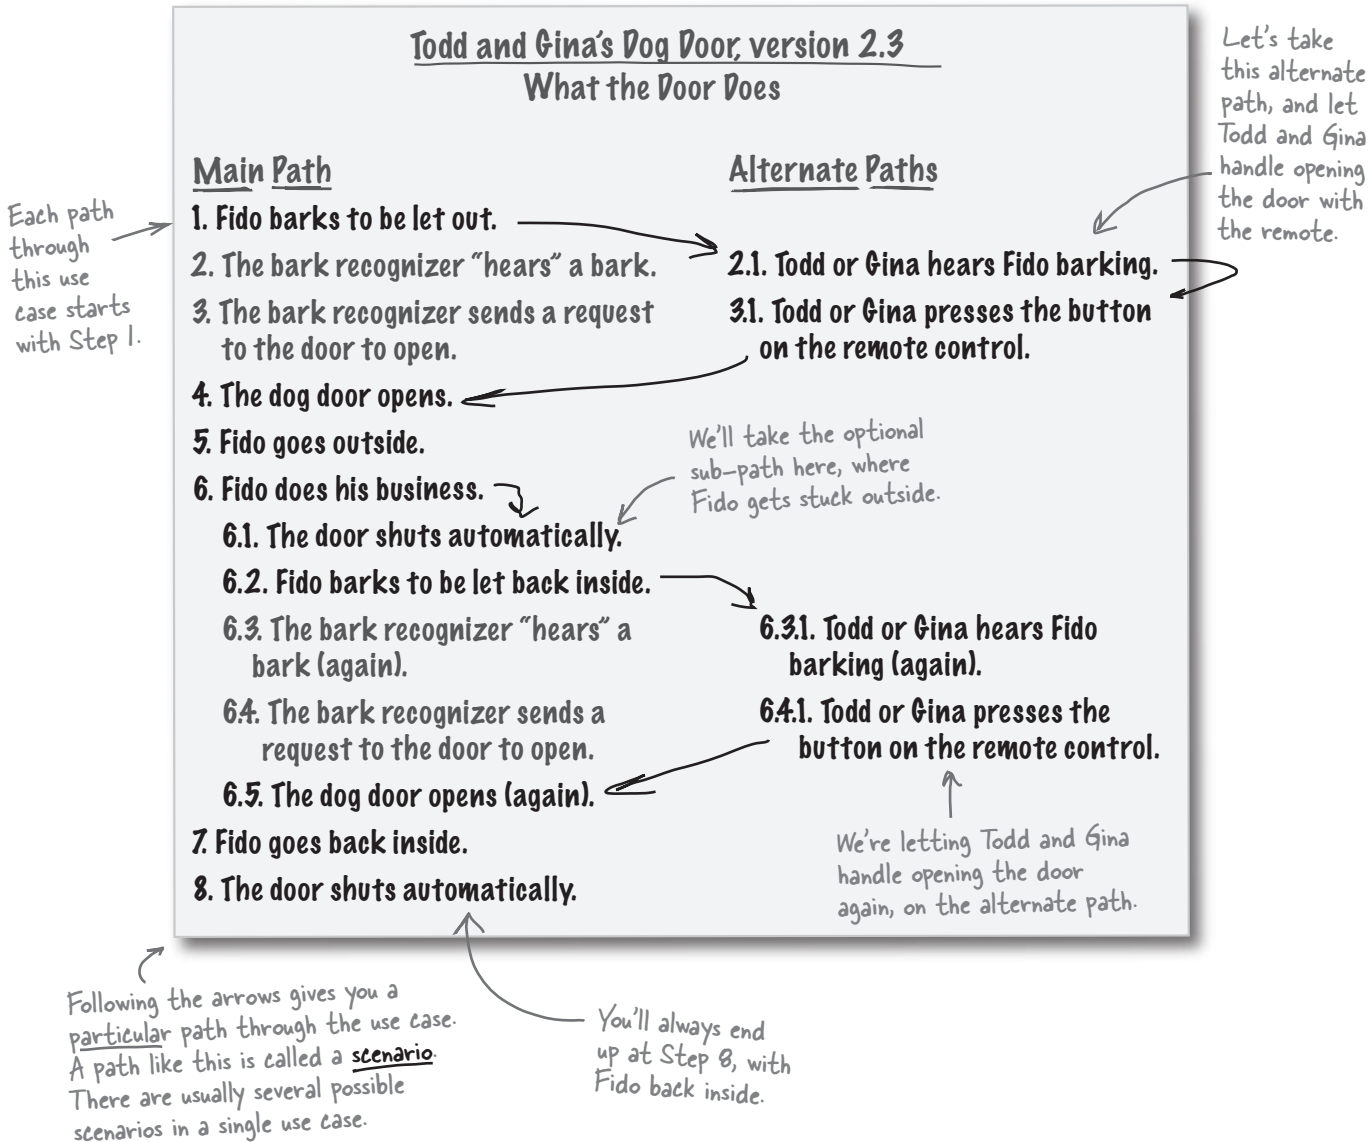 Todd and Gina's Dog Door, version 2.3
What the Door Does
Let's take
this alternate
path, and let
Todd and Gina
handle opening
the door with
the remote.
Each path
through
this use
case starts
with Step 1.
Main Path
1. Fido barks to be let out.
2. The bark recognizer “hears” a bark.
3. The bark recognizer sends a request
to the door to open.
4. The dog door opens.
5. Fido goes outside.
6. Fido does his business.
6.1. The door shuts automatically.
6.2. Fido barks to be let back inside.
6.3. The bark recognizer “hears” a
bark (again).
6.4. The bark recognizer sends a
request to the door to open.
6.5. The dog door opens (again).
7. Fido goes back inside.
8. The door shuts automatically.
Alternate Paths
2.1. Todd or Gina hears Fido barking.
3.1. Todd or Gina presses the button
on the remote control.
We'll take the optional
sub-path here, where
Fido gets stuck outside.
6.3.1. Todd or Gina hears Fido
barking (again).
6.4.1. Todd or Gina presses the
button on the remote control.
We're letting Todd and Gina
handle opening the door
again, on the alternate path.
Following the arrows gives you a
particular path through the use case.
A path like this is called a scenario.
There are usually several possible
scenarios in a single use case.
You'll always end
up at Step 8, with
Fido back inside.